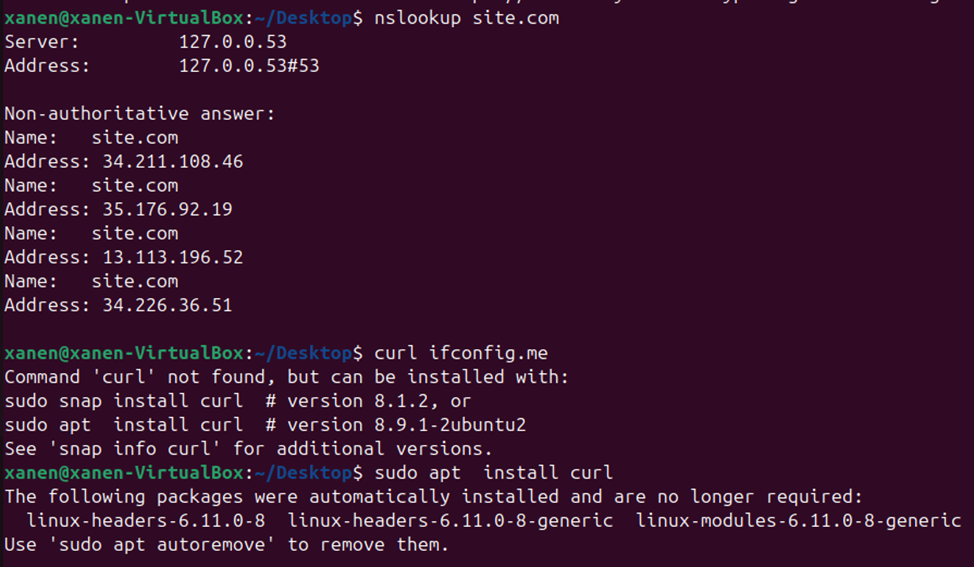 xanen@xanen-VirtualBox:~/Desktop$ nslookup site.com
Server:         127.0.0.53
Address:        127.0.0.53#53

Non-authoritative answer:
Name:   site.com
Address: 34.211.108.46
Name:   site.com
Address: 35.176.92.19
Name:   site.com
Address: 13.113.196.52
Name:   site.com
Address: 34.226.36.51

xanen@xanen-VirtualBox:~/Desktop$ curl ifconfig.me
Command 'curl' not found, but can be installed with:
sudo snap install curl  # version 8.1.2, or
sudo apt  install curl  # version 8.9.1-2ubuntu2
See 'snap info curl' for additional versions.
xanen@xanen-VirtualBox:~/Desktop$ sudo apt  install curl
The following packages were automatically installed and are no longer required:
  linux-headers-6.11.0-8  linux-headers-6.11.0-8-generic  linux-modules-6.11.0-8-generic
Use 'sudo apt autoremove' to remove them.